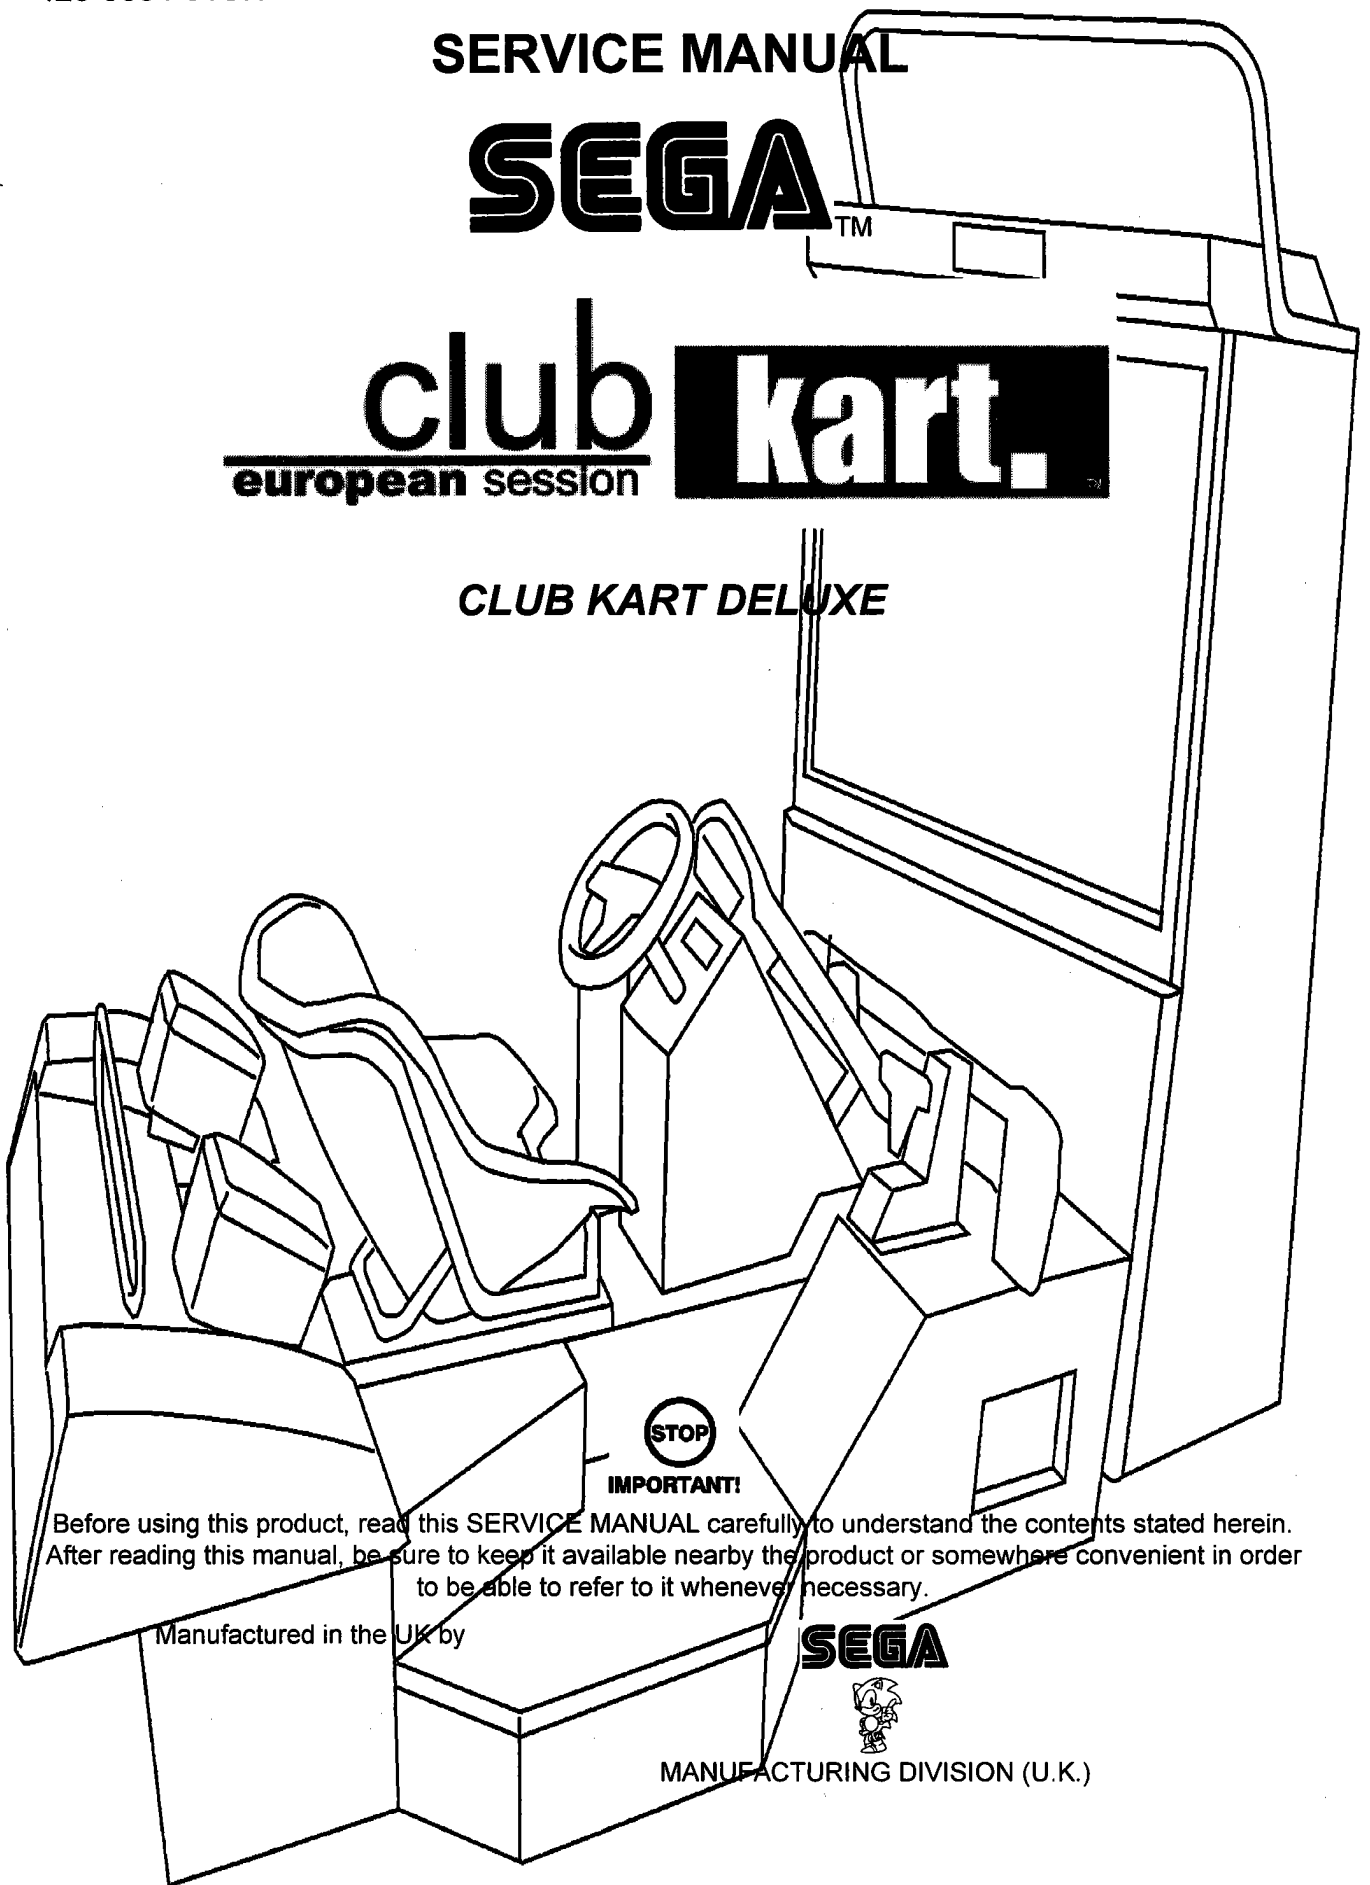 SERVICE MANUAL
SEGA TM
club kart.
european session
CLUB KART DELUXE
STOP
IMPORTANT!
Before using this product, read this SERVICE MANUAL carefully to understand the contents stated herein.
After reading this manual, be sure to keep it available nearby the product or somewhere convenient in order
to be able to refer to it whenever necessary.
Manufactured in the UK by
SEGA
MANUFACTURING DIVISION (U.K.)